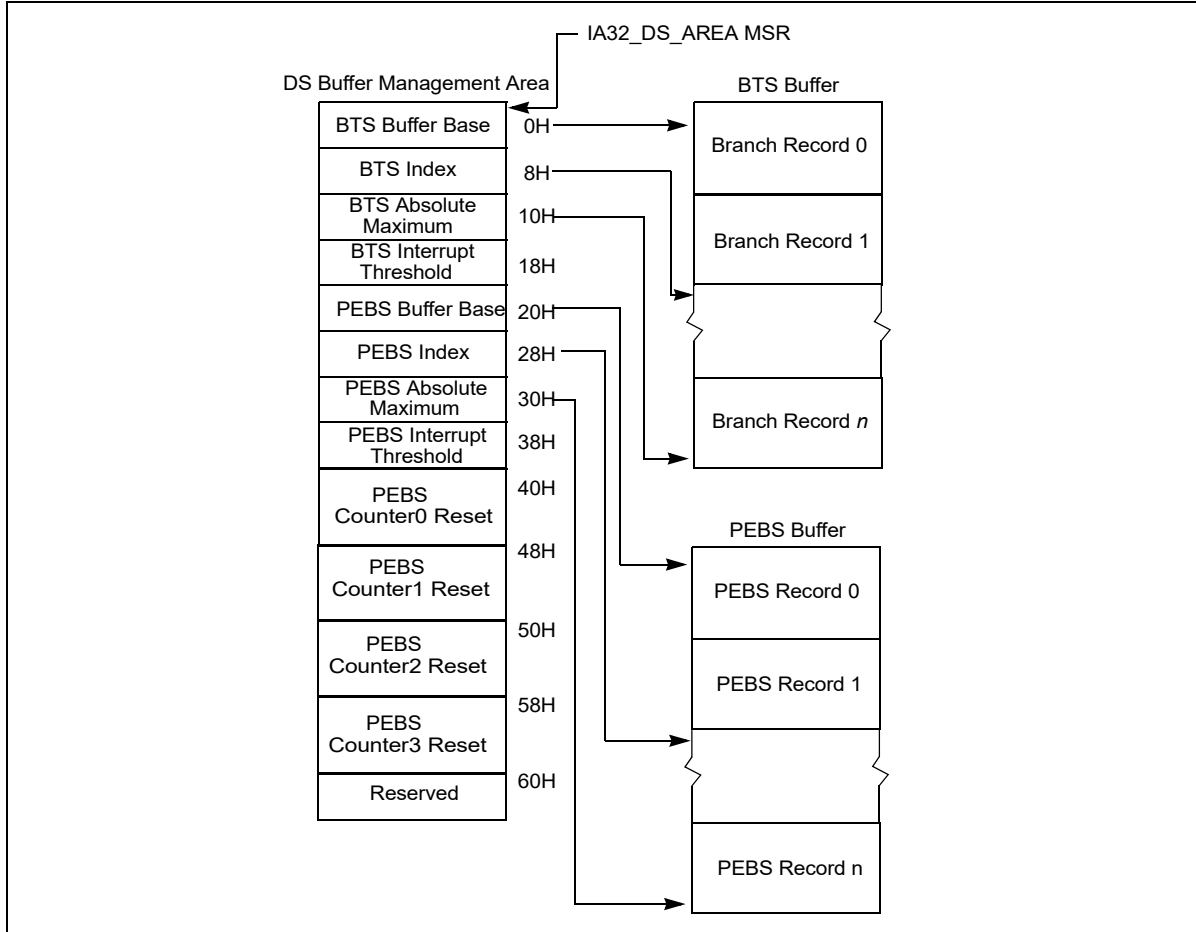 IA32_DS_AREA MSR
DS Buffer Management Area
BTS Buffer Base
0H
BTS Index
8H
BTS Absolute
Maximum
10H
BTS Interrupt
Threshold
18H
PEBS Buffer Base
20H
PEBS Index
28H
PEBS Absolute
Maximum
30H
PEBS Interrupt
Threshold
38H
40H
PEBS
Counter0 Reset
48H
PEBS
Counter1 Reset
50H
PEBS
Counter2 Reset
58H
PEBS
Counter3 Reset
60H
Reserved
BTS Buffer
Branch Record 0
Branch Record 1
Branch Record n
PEBS Buffer
PEBS Record 0
PEBS Record 1
PEBS Record n